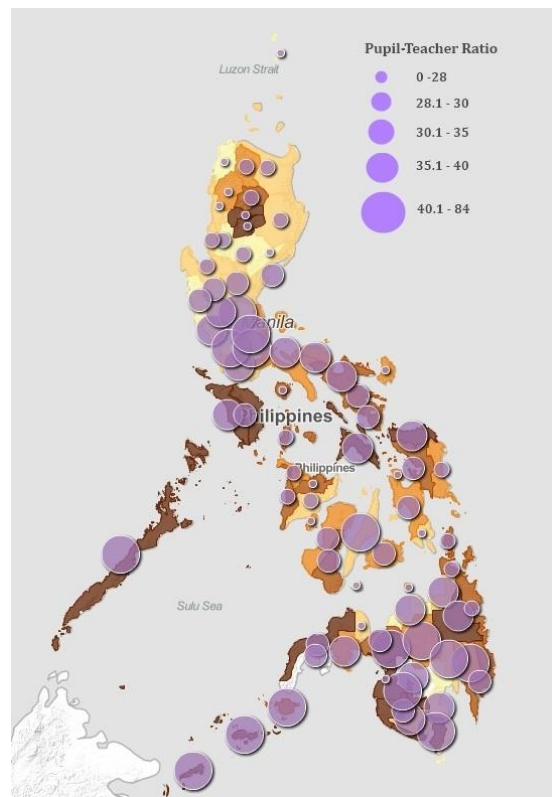 Luzon Strait
Pupil-Teacher Ratio
0 -28
28.1 - 30
30.1 - 35
35.1 - 40
40.1 - 84
Manila
Philippines
Philippines
Sulu Sea